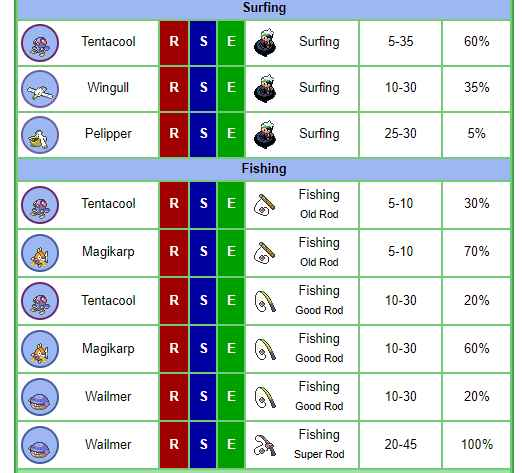 Surfing
Tentacool R S E Surfing 5-35 60%
Wingull R S E Surfing 10-30 35%
Pelipper R S E Surfing 25-30 5%
Fishing
Tentacool R S E Fishing Old Rod 5-10 30%
Magikarp R S E Fishing Old Rod 5-10 70%
Tentacool R S E Fishing Good Rod 10-30 20%
Magikarp R S E Fishing Good Rod 10-30 60%
Wailmer R S E Fishing Good Rod 10-30 20%
Wailmer R S E Fishing Super Rod 20-45 100%